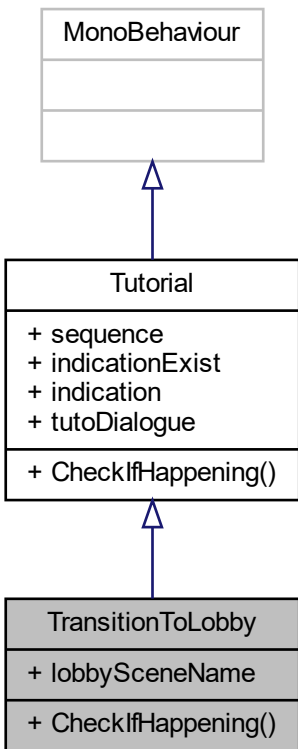 MonoBehaviour
Tutorial
+ sequence
+ indicationExist
+ indication
+ tutoDialogue
+ CheckIfHappening()
TransitionToLobby
+ lobbySceneName
+ CheckIfHappening()